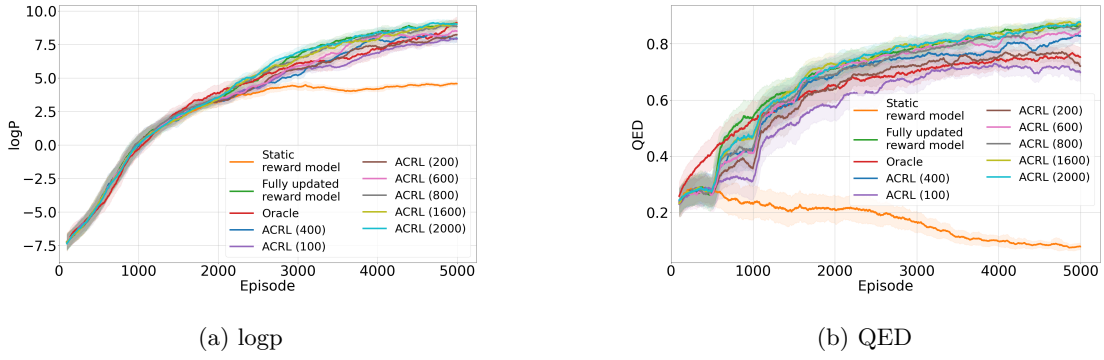 10.0
7.5
5.0
2.5
0.0
−2.5
−5.0
−7.5
logP
0 1000 2000 3000 4000 5000
Episode
Static
reward model
Fully updated
reward model
Oracle
ACRL (400)
ACRL (100)
ACRL (200)
ACRL (600)
ACRL (800)
ACRL (1600)
ACRL (2000)
(a) logp
0.8
0.6
0.4
0.2
QED
0 1000 2000 3000 4000 5000
Episode
Static
reward model
Fully updated
reward model
Oracle
ACRL (400)
ACRL (100)
ACRL (200)
ACRL (600)
ACRL (800)
ACRL (1600)
ACRL (2000)
(b) QED